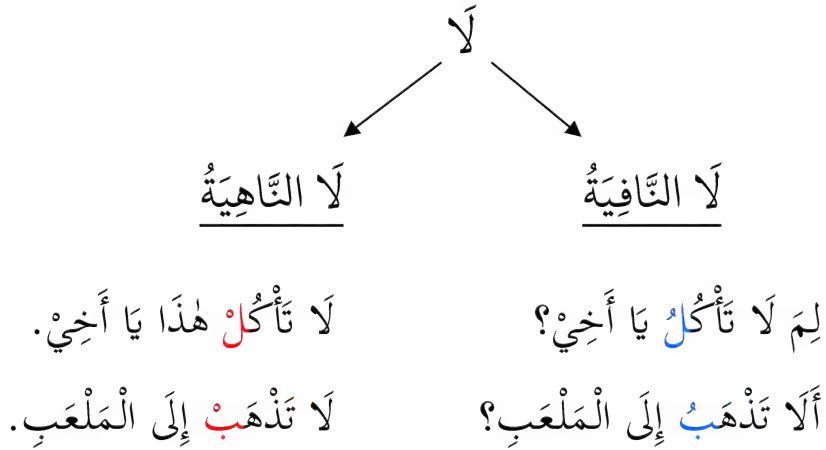 لَا
لَا النَّافِيَةُ
لَا النَّاهِيَةُ
لِمَ لَا تَأْكُلُ يَا أَخِيْ؟
لَا تَأْكُلْ هٰذَا يَا أَخِيْ.
أَلَا تَذْهَبُ إِلَى الْمَلْعَبِ؟
لَا تَذْهَبْ إِلَى الْمَلْعَبِ.